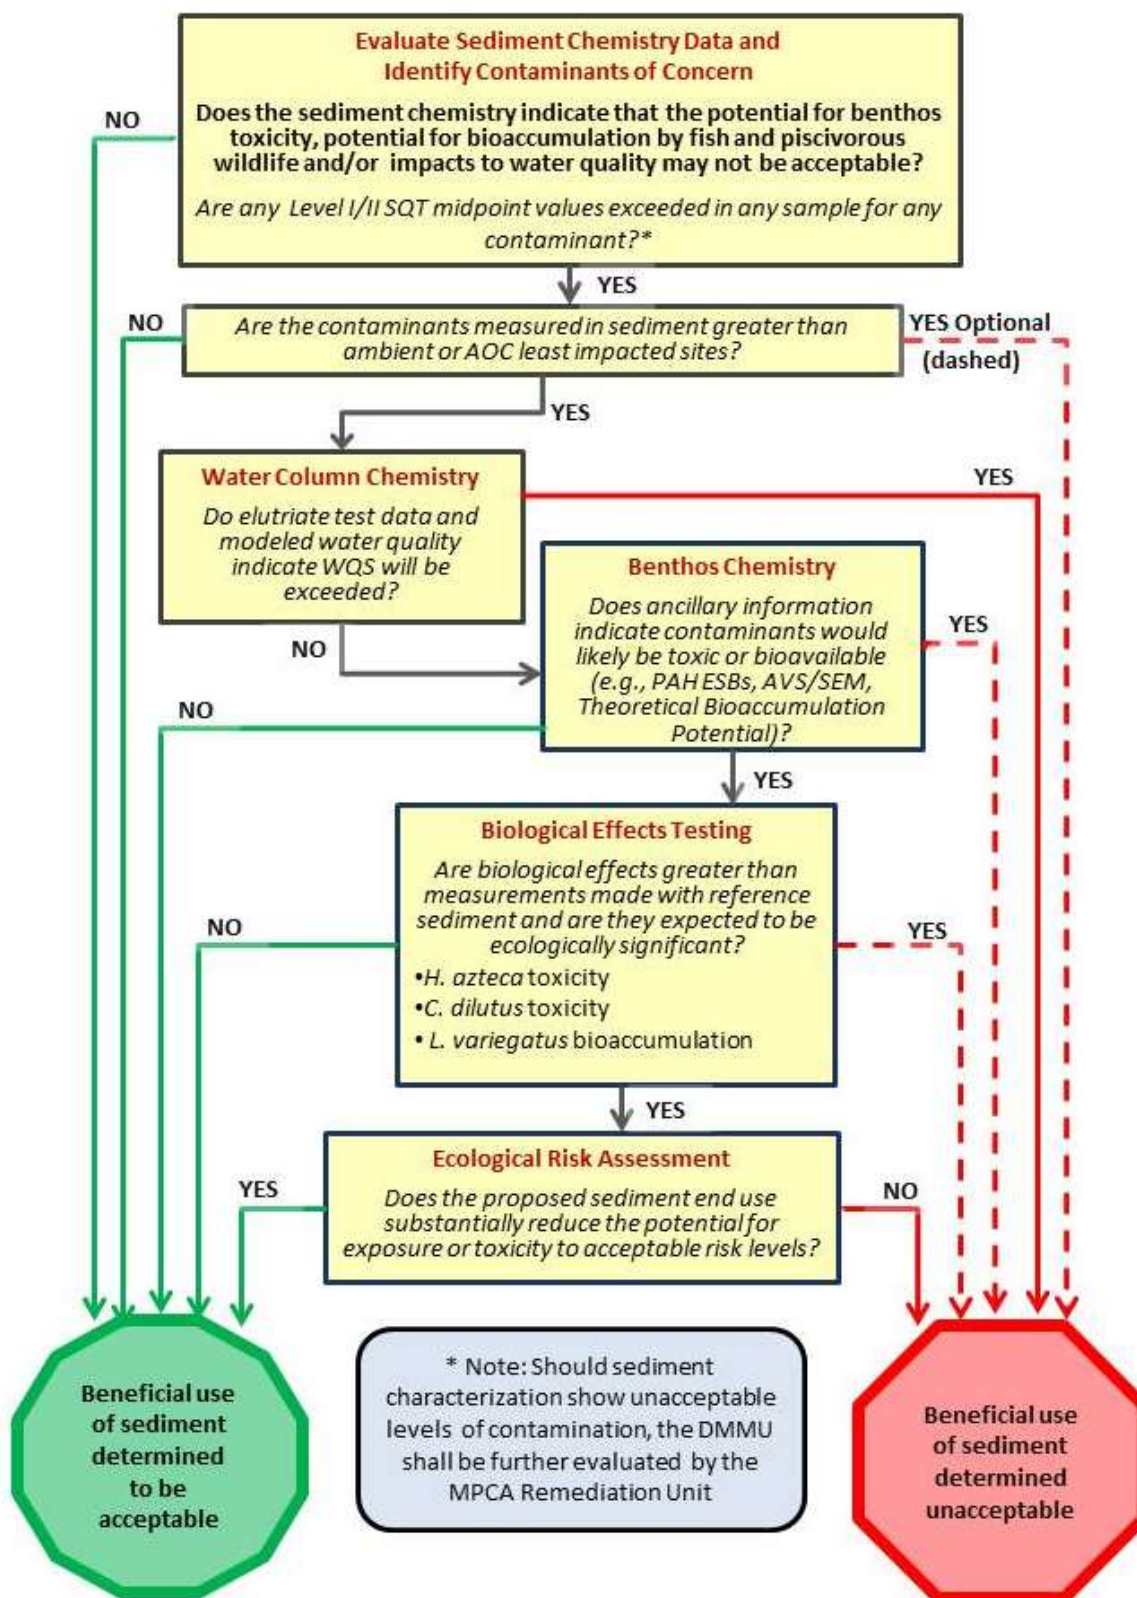 Evaluate Sediment Chemistry Data and
Identify Contaminants of Concern
Does the sediment chemistry indicate that the potential for benthos
toxicity, potential for bioaccumulation by fish and piscivorous
wildlife and/or impacts to water quality may not be acceptable?
Are any Level I/II SQT midpoint values exceeded in any sample for any
contaminant?*
NO
YES
NO
Are the contaminants measured in sediment greater than
ambient or AOC least impacted sites?
YES Optional
(dashed)
YES
Water Column Chemistry
Do elutriate test data and
modeled water quality
indicate WQS will be
exceeded?
YES
NO
Benthos Chemistry
Does ancillary information
indicate contaminants would
likely be toxic or bioavailable
(e.g., PAH ESBs, AVS/SEM,
Theoretical Bioaccumulation
Potential)?
YES
NO
YES
Biological Effects Testing
Are biological effects greater than
measurements made with reference
sediment and are they expected to be
ecologically significant?
•H. azteca toxicity
•C. dilutus toxicity
• L. variegatus bioaccumulation
NO
YES
YES
Ecological Risk Assessment
Does the proposed sediment end use
substantially reduce the potential for
exposure or toxicity to acceptable risk levels?
YES
NO
Beneficial use
of sediment
determined
to be
acceptable
* Note: Should sediment
characterization show unacceptable
levels of contamination, the DMMU
shall be further evaluated by the
MPCA Remediation Unit
Beneficial use
of sediment
determined
unacceptable